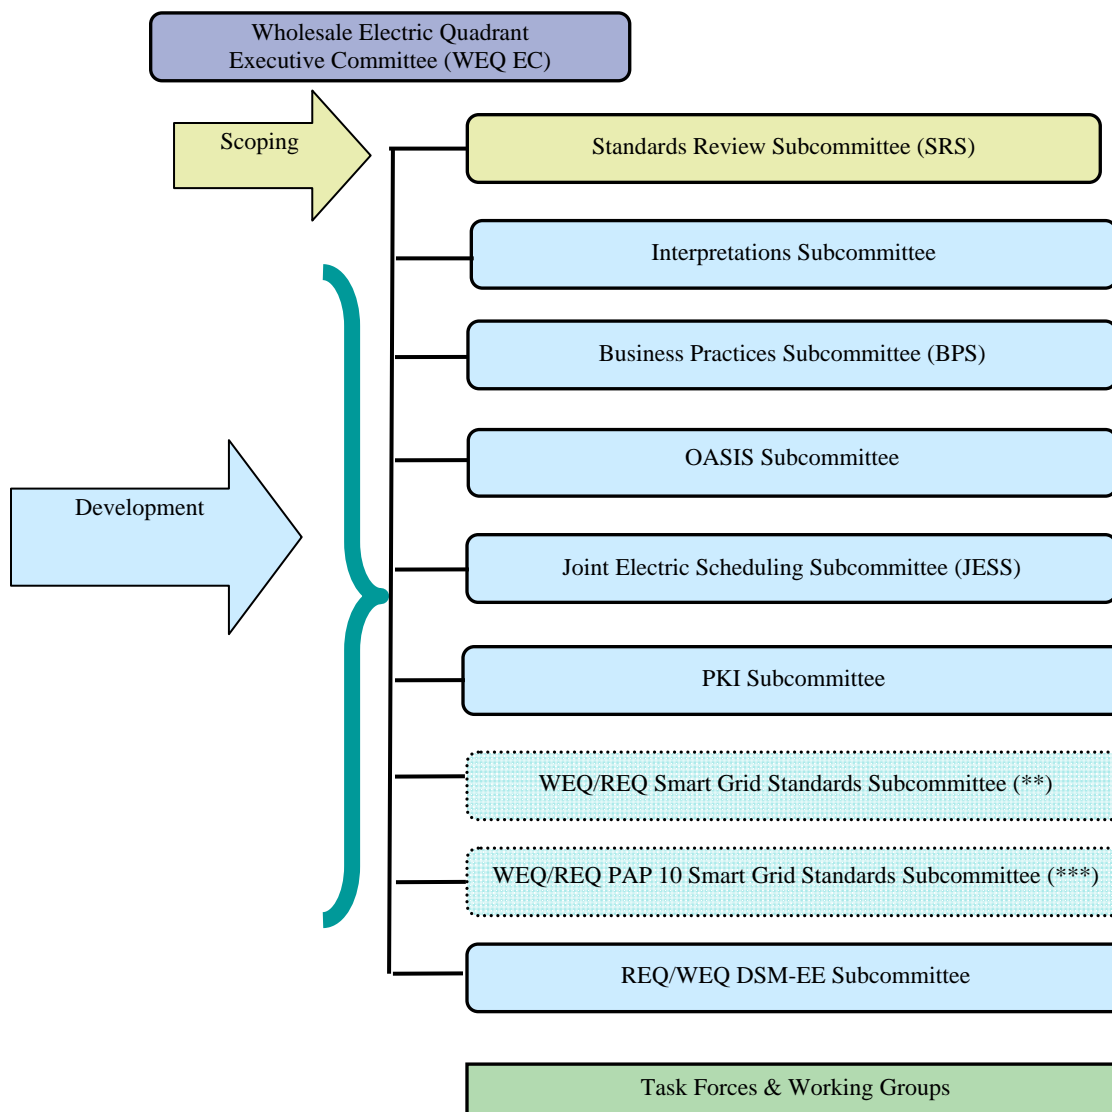 Wholesale Electric Quadrant
Executive Committee (WEQ EC)
Scoping
Standards Review Subcommittee (SRS)
Interpretations Subcommittee
Business Practices Subcommittee (BPS)
OASIS Subcommittee
Development
Joint Electric Scheduling Subcommittee (JESS)
PKI Subcommittee
WEQ/REQ Smart Grid Standards Subcommittee (**)
WEQ/REQ PAP 10 Smart Grid Standards Subcommittee (***)
REQ/WEQ DSM-EE Subcommittee
Task Forces & Working Groups